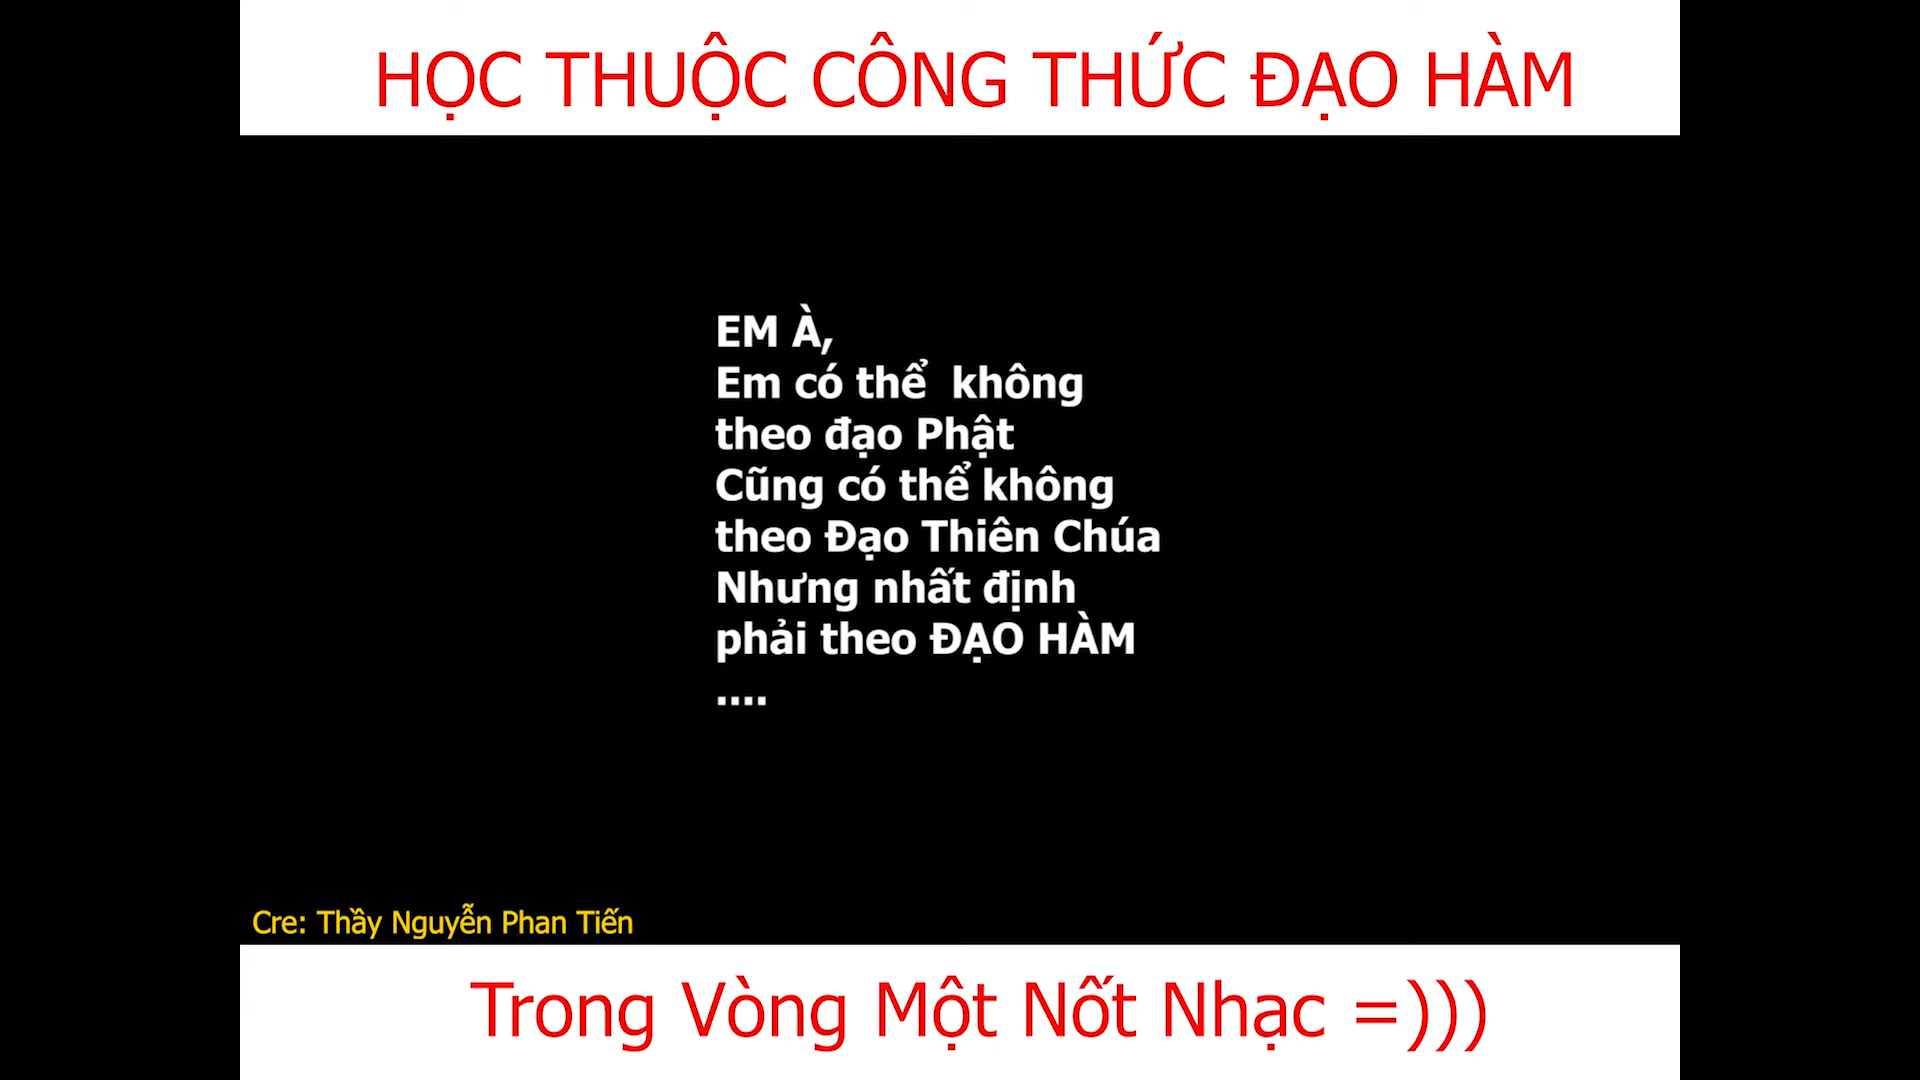 HỌC THUỘC CÔNG THỨC ĐẠO HÀM
EM À,
Em có thể  không
theo đạo Phật
Cũng có thể không
theo Đạo Thiên Chúa
Nhưng nhất định
phải theo ĐẠO HÀM
....
Cre: Thầy Nguyễn Phan Tiến
Trong Vòng Một Nốt Nhạc =)))